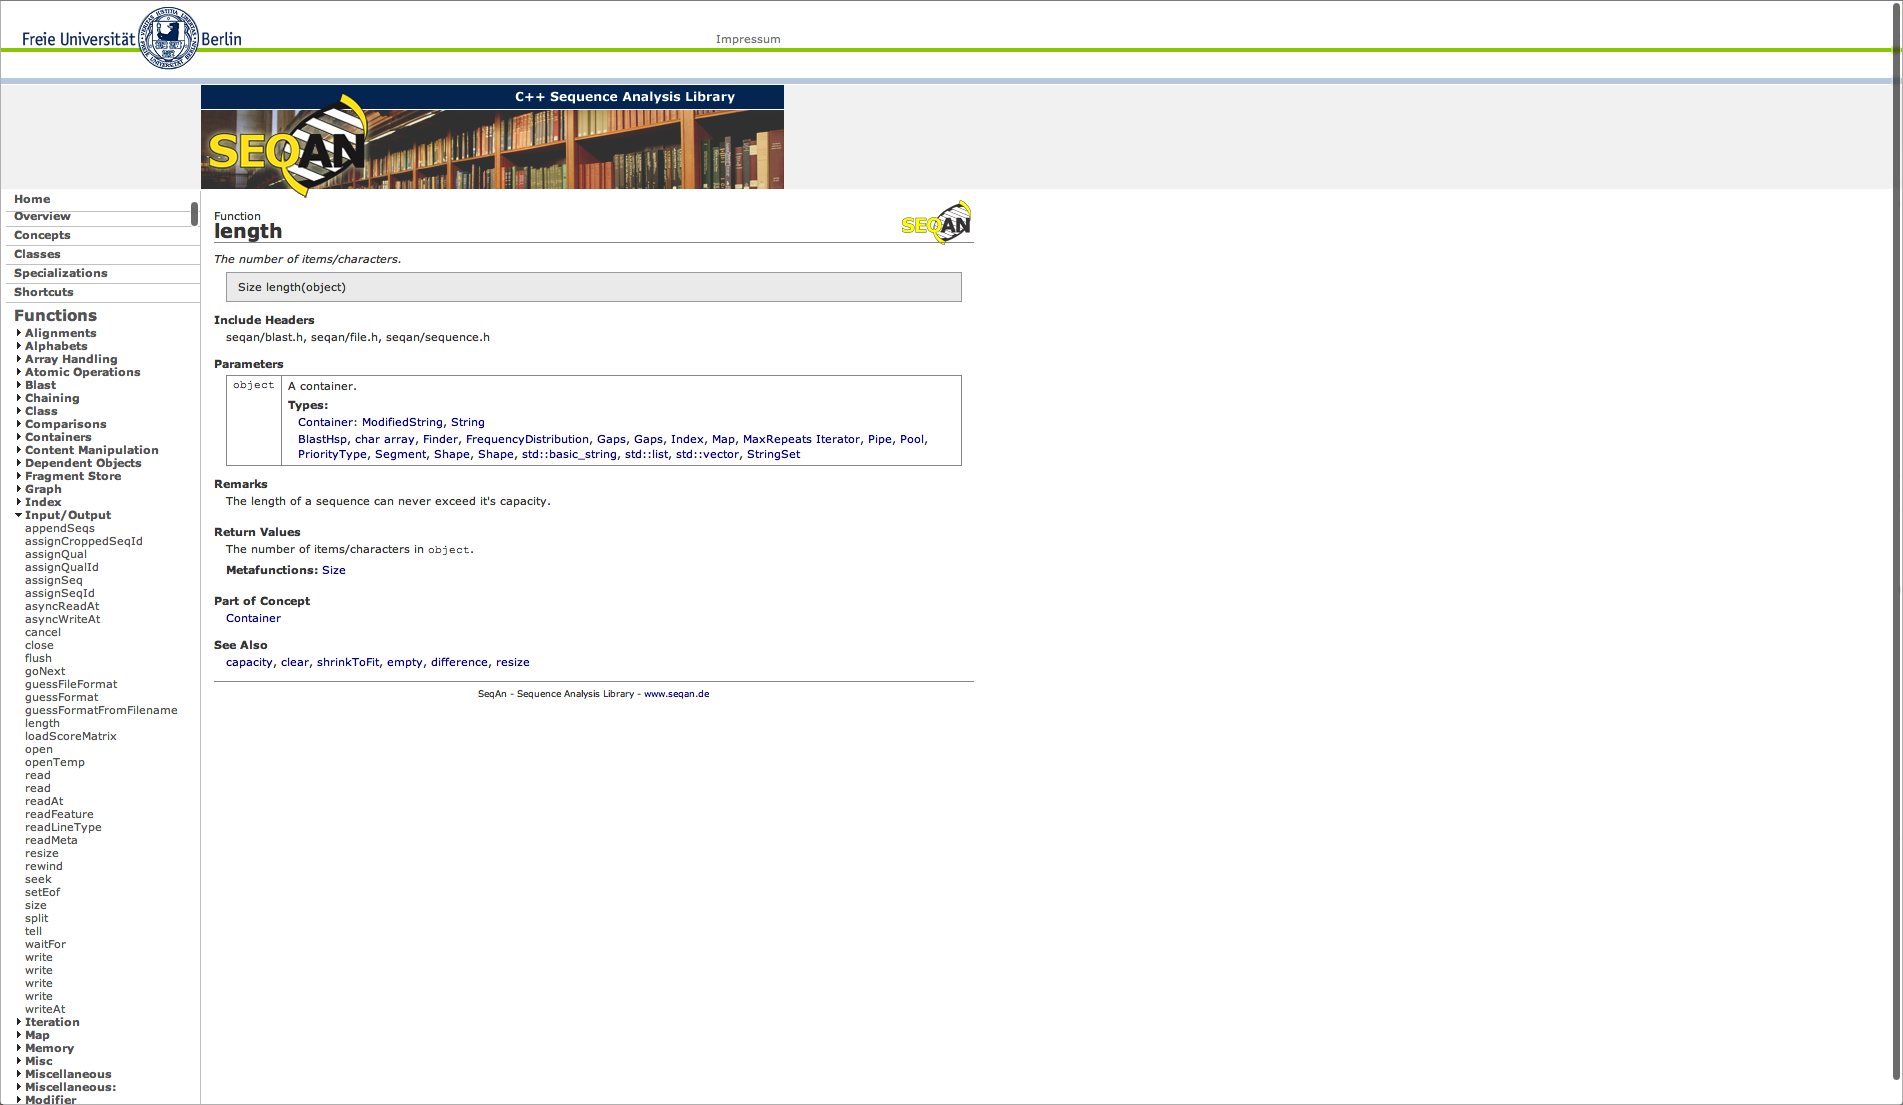 Freie Universität Berlin
Impressum
C++ Sequence Analysis Library
SEQAN
Home
Overview
Concepts
Classes
Specializations
Shortcuts
Functions
Alignments
Alphabets
Array Handling
Atomic Operations
Blast
Chaining
Class
Comparisons
Containers
Content Manipulation
Dependent Objects
Fragment Store
Graph
Index
Input/Output
appendSeqs
assignCroppedSeqId
assignQual
assignQualId
assignSeq
assignSeqId
asyncReadAt
asyncWriteAt
cancel
close
flush
goNext
guessFileFormat
guessFormat
guessFormatFromFilename
length
loadScoreMatrix
open
openTemp
read
read
readAt
readFeature
readLineType
readMeta
resize
rewind
seek
setEof
size
split
tell
waitFor
write
write
write
write
writeAt
Iteration
Map
Memory
Misc
Miscellaneous
Miscellaneous:
Modifier
Function
length
SEQAN
The number of items/characters.
Size length(object)
Include Headers
seqan/blast.h, seqan/file.h, seqan/sequence.h
Parameters
object A container.
Types:
Container: ModifiedString, String
BlastHsp, char array, Finder, FrequencyDistribution, Gaps, Gaps, Index, Map, MaxRepeats Iterator, Pipe, Pool,
PriorityType, Segment, Shape, Shape, std::basic_string, std::list, std::vector, StringSet
Remarks
The length of a sequence can never exceed it's capacity.
Return Values
The number of items/characters in object.
Metafunctions: Size
Part of Concept
Container
See Also
capacity, clear, shrinkToFit, empty, difference, resize
SeqAn - Sequence Analysis Library - www.seqan.de